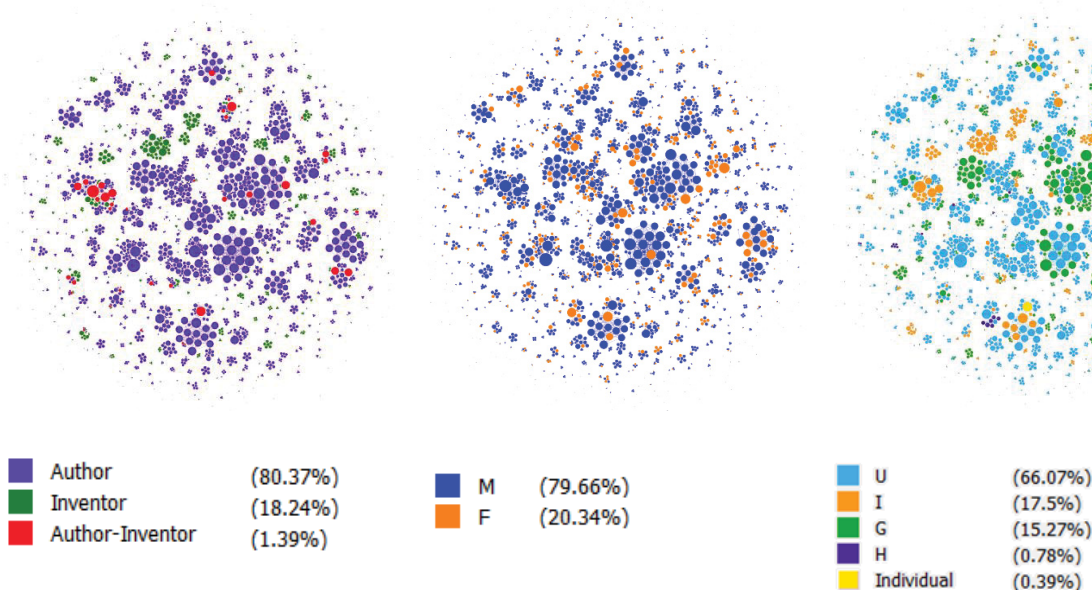 Author (80.37%)
Inventor (18.24%)
Author-Inventor (1.39%)
M (79.66%)
F (20.34%)
U (66.07%)
I (17.5%)
G (15.27%)
H (0.78%)
Individual (0.39%)